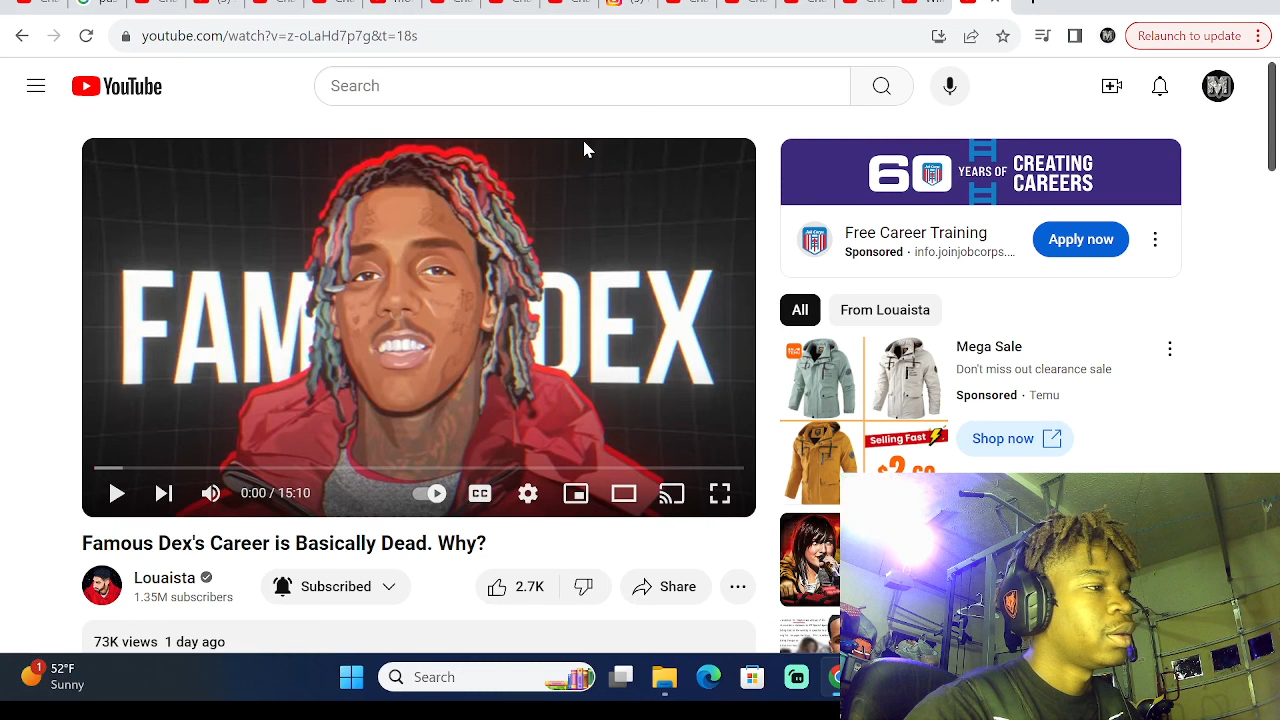 youtube.com/watch?v=z-oLaHd7p7g&t=18s
Relaunch to update
YouTube
Search
FAMOUS DEX
0:00 / 15:10
CC
Famous Dex's Career is Basically Dead. Why?
Louaista
1.35M subscribers
Subscribed
2.7K
Share
views 1 day ago
60 YEARS OF CREATING CAREERS
Free Career Training
Sponsored · info.joinjobcorps....
Apply now
All
From Louaista
Mega Sale
Don't miss out clearance sale
Sponsored · Temu
Shop now
Selling Fast
1
52°F
Sunny
Search